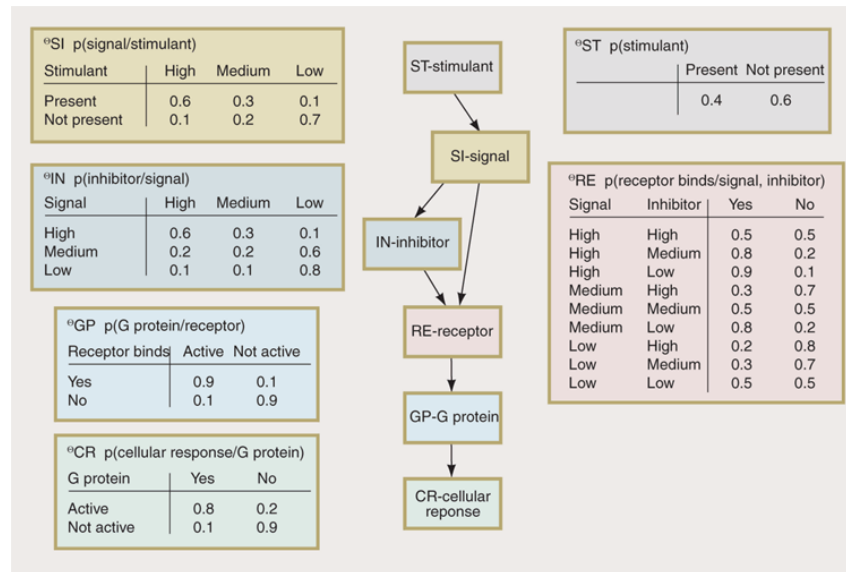 ᶱSI p(signal/stimulant)
Stimulant High Medium Low
Present 0.6 0.3 0.1
Not present 0.1 0.2 0.7
ᶱIN p(inhibitor/signal)
Signal High Medium Low
High 0.6 0.3 0.1
Medium 0.2 0.2 0.6
Low 0.1 0.1 0.8
ᶱGP p(G protein/receptor)
Receptor binds Active Not active
Yes 0.9 0.1
No 0.1 0.9
ᶱCR p(cellular response/G protein)
G protein Yes No
Active 0.8 0.2
Not active 0.1 0.9
ST-stimulant
SI-signal
IN-inhibitor
RE-receptor
GP-G protein
CR-cellular
reponse
ᶱST p(stimulant)
Present Not present
0.4 0.6
ᶱRE p(receptor binds/signal, inhibitor)
Signal Inhibitor Yes No
High High 0.5 0.5
High Medium 0.8 0.2
High Low 0.9 0.1
Medium High 0.3 0.7
Medium Medium 0.5 0.5
Medium Low 0.8 0.2
Low High 0.2 0.8
Low Medium 0.3 0.7
Low Low 0.5 0.5